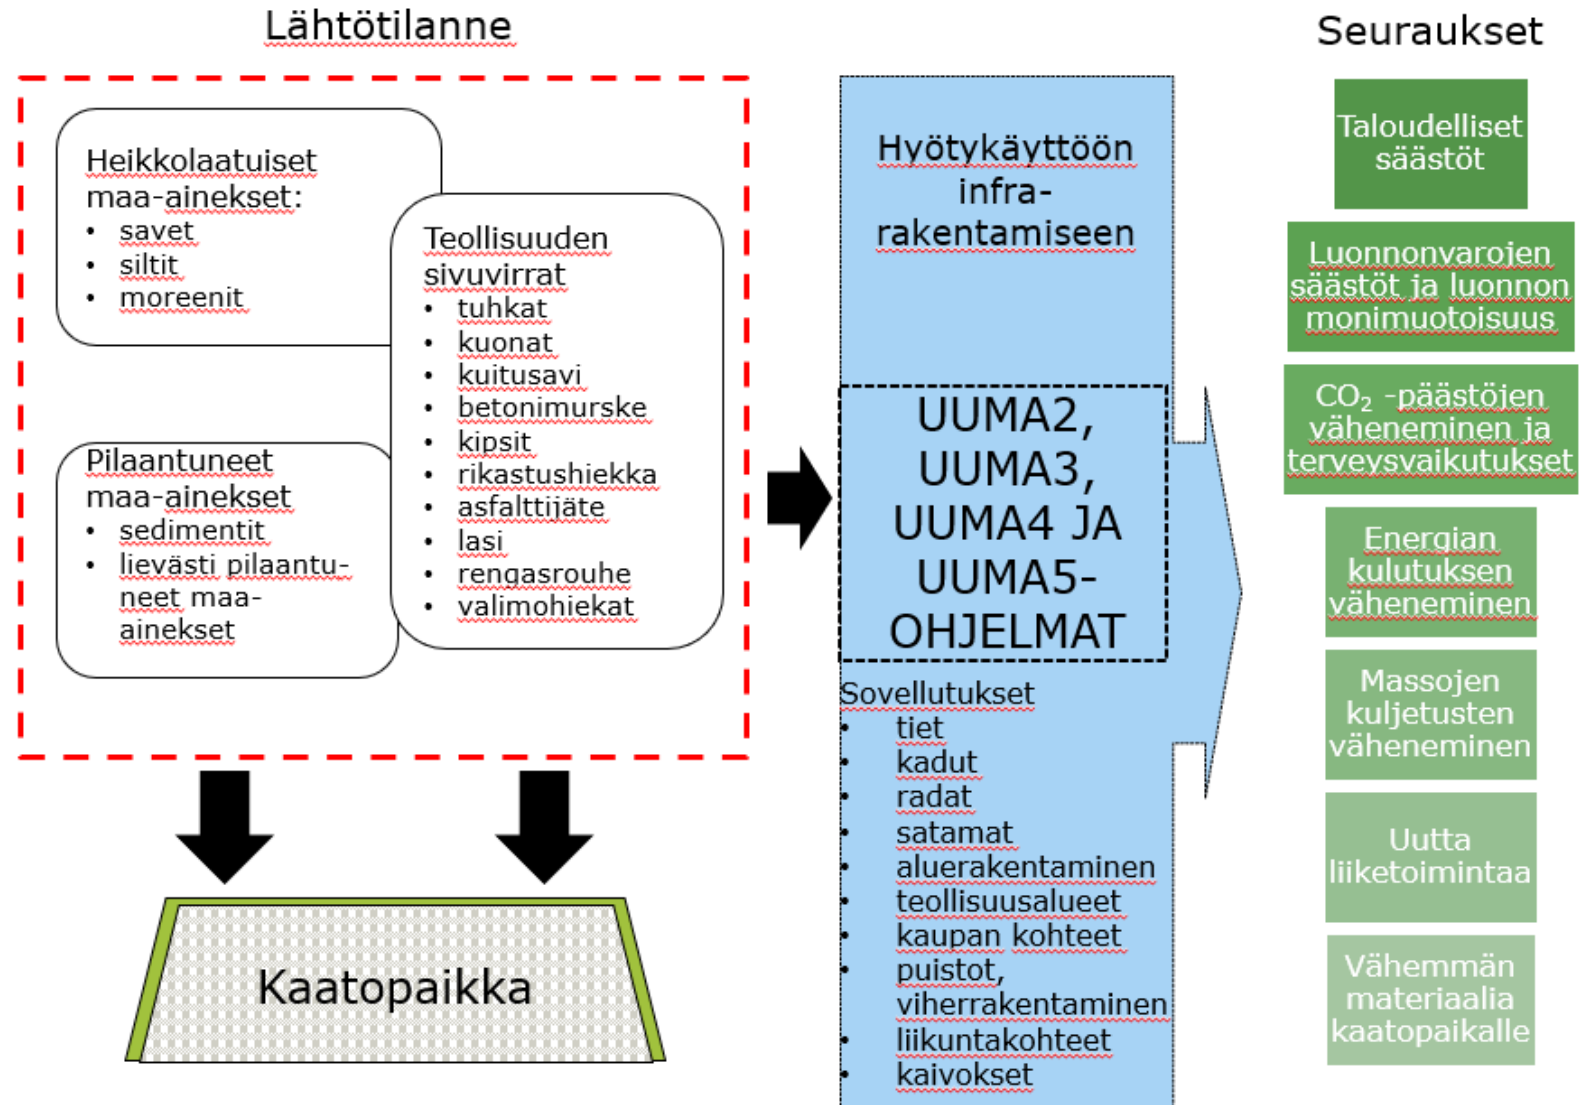 Lähtötilanne
Heikkolaatuiset
maa-ainekset:
• savet
• siltit
• moreenit
Teollisuuden
sivuvirrat
• tuhkat
• kuonat
• kuitusavi
• betonimurske
• kipsit
• rikastushiekka
• asfalttijäte
• lasi
• rengasrouhe
• valimohiekat
Pilaantuneet
maa-ainekset
• sedimentit
• lievästi pilaantu-
neet maa-
ainekset
Kaatopaikka
Hyötykäyttöön
infra-
rakentamiseen
UUMA2,
UUMA3,
UUMA4 JA
UUMA5-
OHJELMAT
Sovellutukset
• tiet
• kadut
• radat
• satamat
• aluerakentaminen
• teollisuusalueet
• kaupan kohteet
• puistot,
viherrakentaminen
• liikuntakohteet
• kaivokset
Seuraukset
Taloudelliset
säästöt
Luonnonvarojen
säästöt ja luonnon
monimuotoisuus
CO₂ -päästöjen
väheneminen ja
terveysvaikutukset
Energian
kulutuksen
väheneminen
Massojen
kuljetusten
väheneminen
Uutta
liiketoimintaa
Vähemmän
materiaalia
kaatopaikalle